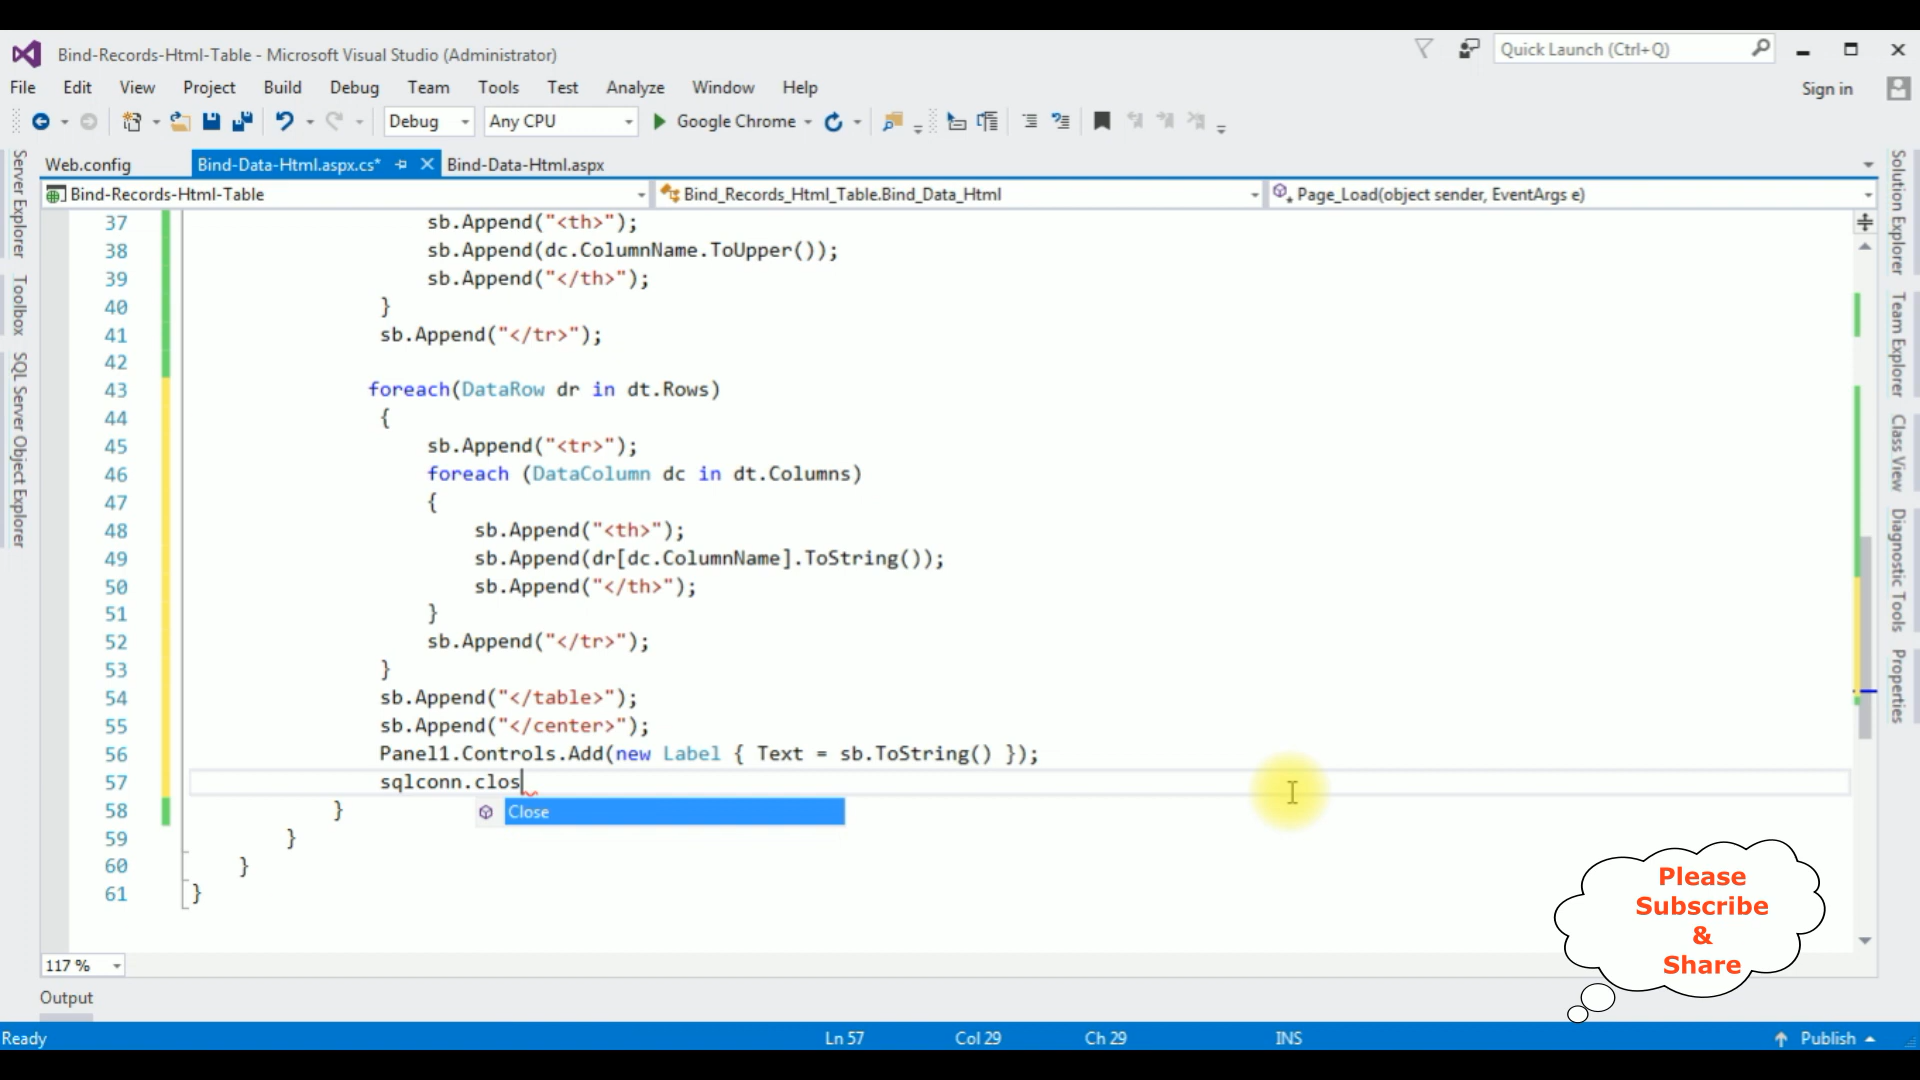 Bind-Records-Html-Table - Microsoft Visual Studio (Administrator)
Quick Launch (Ctrl+Q)
File Edit View Project Build Debug Team Tools Test Analyze Window Help
Sign in
Debug Any CPU Google Chrome
Web.config Bind-Data-Html.aspx.cs* Bind-Data-Html.aspx
Bind-Records-Html-Table Bind_Records_Html_Table.Bind_Data_Html Page_Load(object sender, EventArgs e)
Server Explorer
Toolbox
SQL Server Object Explorer
37 sb.Append("<th>");
38 sb.Append(dc.ColumnName.ToUpper());
39 sb.Append("</th>");
40 }
41 sb.Append("</tr>");
42
43 foreach(DataRow dr in dt.Rows)
44 {
45 sb.Append("<tr>");
46 foreach (DataColumn dc in dt.Columns)
47 {
48 sb.Append("<th>");
49 sb.Append(dr[dc.ColumnName].ToString());
50 sb.Append("</th>");
51 }
52 sb.Append("</tr>");
53 }
54 sb.Append("</table>");
55 sb.Append("</center>");
56 Panel1.Controls.Add(new Label { Text = sb.ToString() });
57 sqlconn.clos
Close
58 }
59 }
60 }
61 }
Solution Explorer
Team Explorer
Class View
Diagnostic Tools
Properties
Please
Subscribe
&
Share
117 %
Output
Ready Ln 57 Col 29 Ch 29 INS Publish